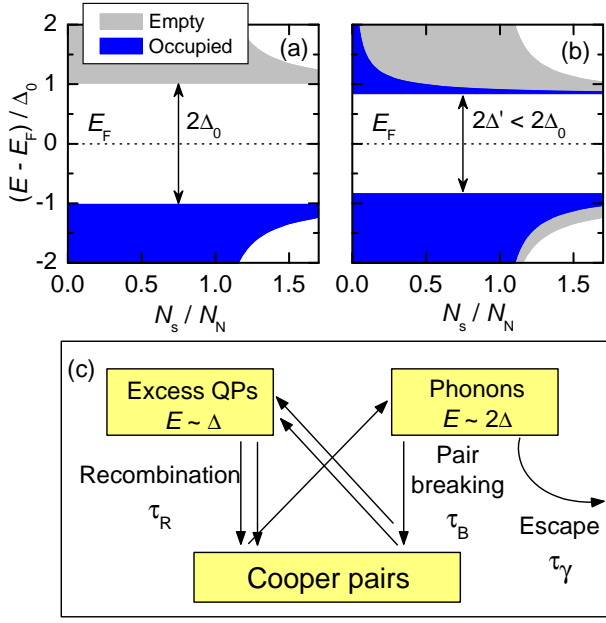 Empty
Occupied
(a)
(b)
(E - E_F) / Δ_0
2
1
0
-1
-2
E_F
2Δ_0
E_F
2Δ' < 2Δ_0
0.0 0.5 1.0 1.5
0.0 0.5 1.0 1.5
N_s / N_N
N_s / N_N
(c)
Excess QPs
E ~ Δ
Phonons
E ~ 2Δ
Recombination
τ_R
Pair
breaking
τ_B
Escape
τ_γ
Cooper pairs